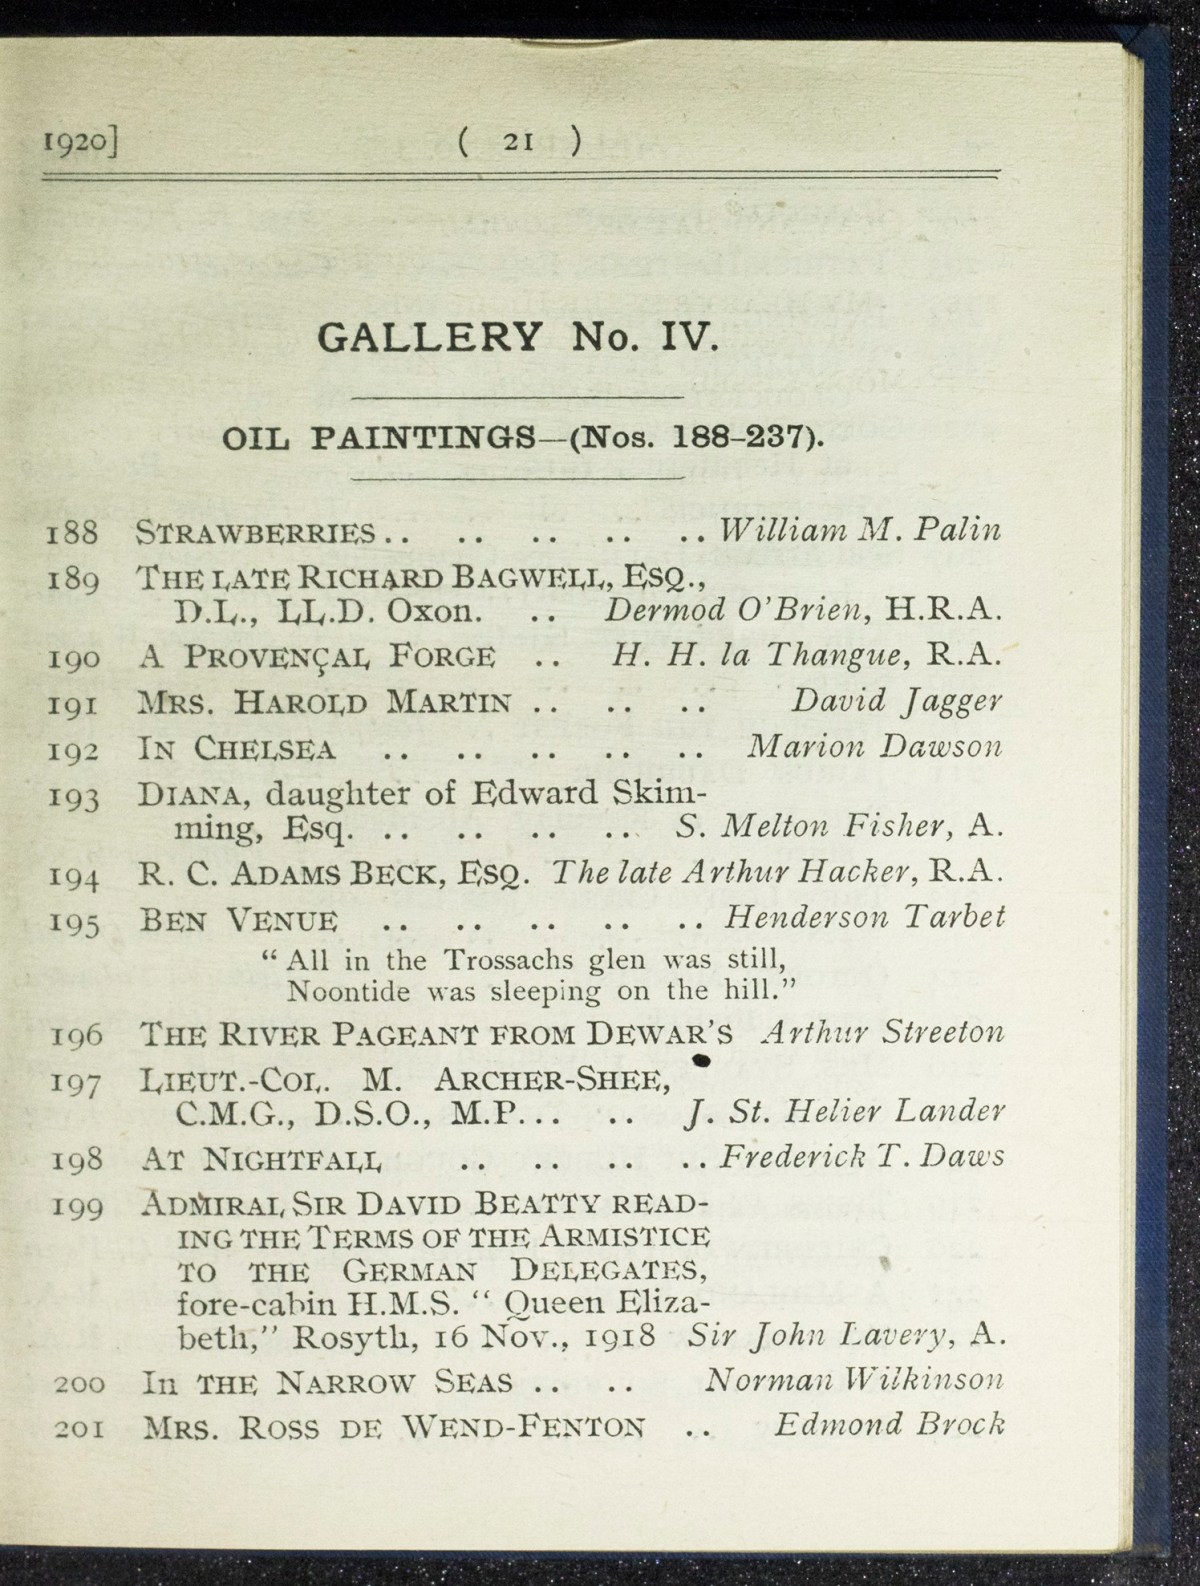 1920] ( 21 )
GALLERY No. IV.
OIL PAINTINGS—(Nos. 188-237).
188 STRAWBERRIES .. .. .. .. .. William M. Palin
189 THE LATE RICHARD BAGWELL, ESQ.,
D.L., LL.D. Oxon. .. Dermod O'Brien, H.R.A.
190 A PROVENÇAL FORGE .. H. H. la Thangue, R.A.
191 MRS. HAROLD MARTIN .. .. .. David Jagger
192 IN CHELSEA .. .. .. .. .. Marion Dawson
193 DIANA, daughter of Edward Skim-
ming, Esq. .. .. .. .. S. Melton Fisher, A.
194 R. C. ADAMS BECK, ESQ. The late Arthur Hacker, R.A.
195 BEN VENUE .. .. .. .. .. Henderson Tarbet
“ All in the Trossachs glen was still,
Noontide was sleeping on the hill.”
196 THE RIVER PAGEANT FROM DEWAR'S Arthur Streeton
197 LIEUT.-COL. M. ARCHER-SHEE,
C.M.G., D.S.O., M.P... .. J. St. Helier Lander
198 AT NIGHTFALL .. .. .. .. Frederick T. Daws
199 ADMIRAL SIR DAVID BEATTY READ-
ING THE TERMS OF THE ARMISTICE
TO THE GERMAN DELEGATES,
fore-cabin H.M.S. “ Queen Eliza-
beth,” Rosyth, 16 Nov., 1918 Sir John Lavery, A.
200 In THE NARROW SEAS .. .. Norman Wilkinson
201 MRS. ROSS DE WEND-FENTON .. Edmond Brock